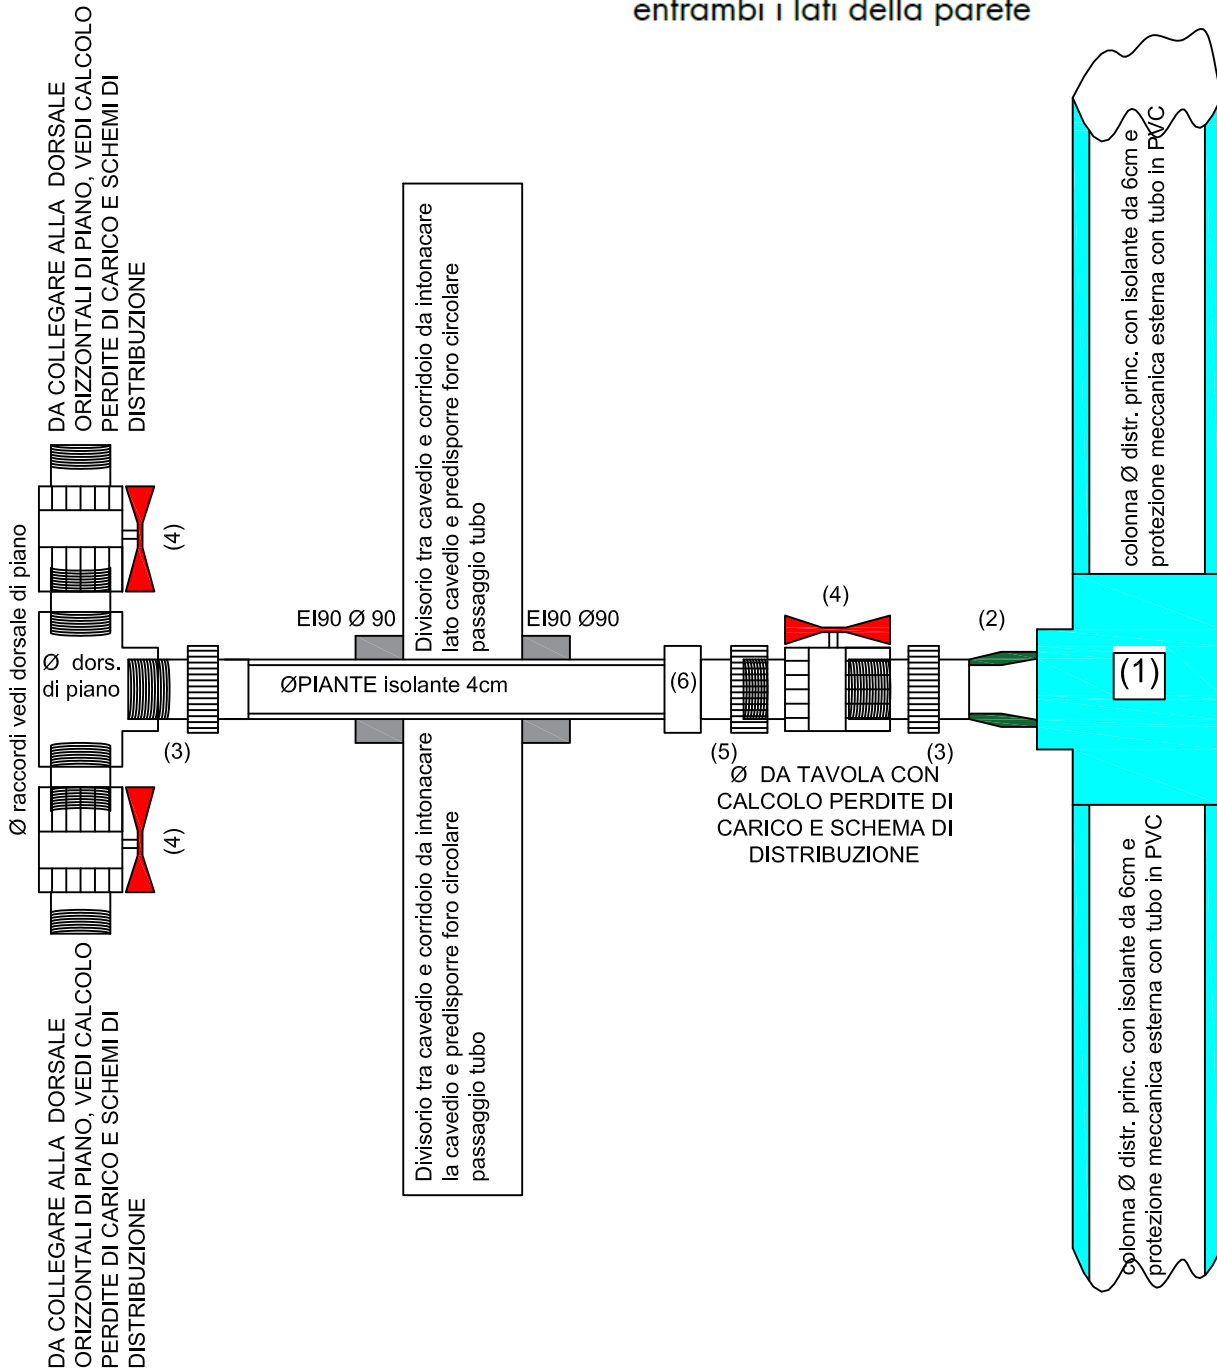 entrambi i lati della parete
DA COLLEGARE ALLA DORSALE
ORIZZONTALI DI PIANO, VEDI CALCOLO
PERDITE DI CARICO E SCHEMI DI
DISTRIBUZIONE
Ø raccordi vedi dorsale di piano
(4)
Ø dors.
di piano
(3)
(4)
DA COLLEGARE ALLA DORSALE
ORIZZONTALI DI PIANO, VEDI CALCOLO
PERDITE DI CARICO E SCHEMI DI
DISTRIBUZIONE
Divisorio tra cavedio e corridoio da intonacare
lato cavedio e predisporre foro circolare
passaggio tubo
EI90 Ø 90
EI90 Ø90
ØPIANTE isolante 4cm
Divisorio tra cavedio e corridoio da intonacare
la cavedio e predisporre foro circolare
passaggio tubo
(6)
(5)
(4)
(3)
(2)
Ø DA TAVOLA CON
CALCOLO PERDITE DI
CARICO E SCHEMA DI
DISTRIBUZIONE
colonna Ø distr. princ. con isolante da 6cm e
protezione meccanica esterna con tubo in PVC
(1)
colonna Ø distr. princ. con isolante da 6cm e
protezione meccanica esterna con tubo in PVC